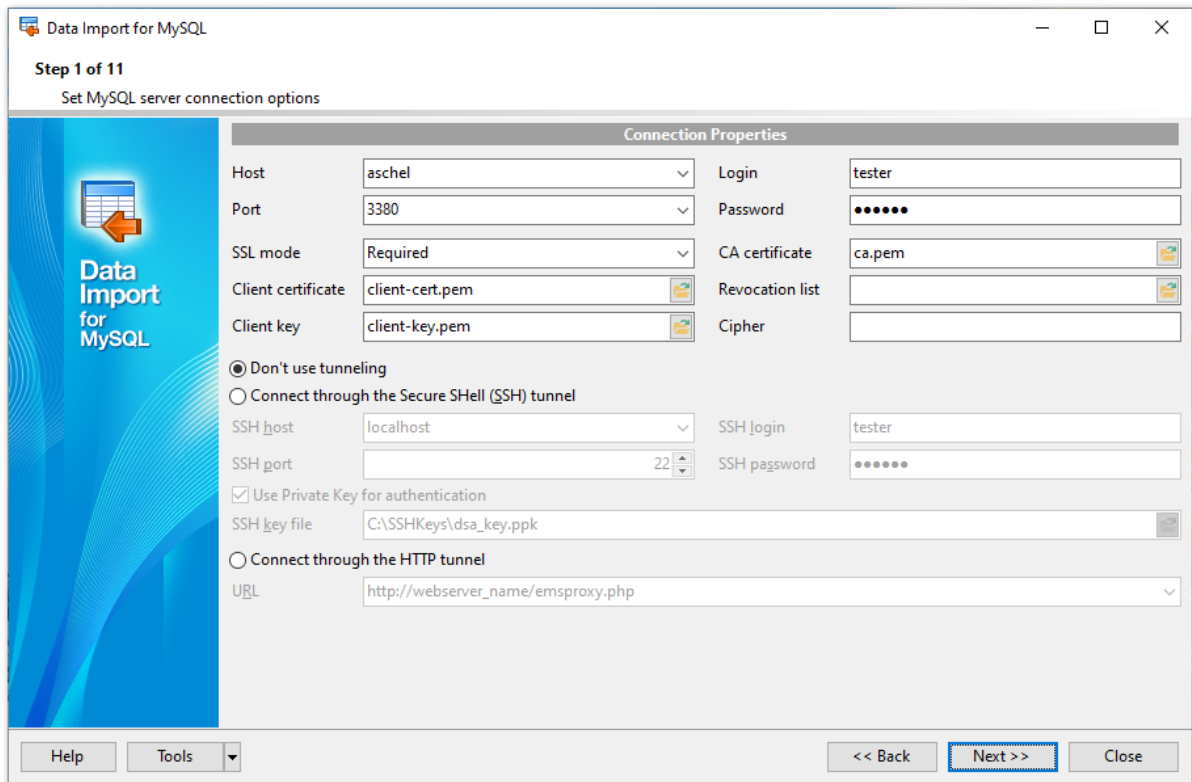 Data Import for MySQL
Step 1 of 11
Set MySQL server connection options
Data
Import
for
MySQL
Connection Properties
Host aschel Login tester
Port 3380 Password ••••••
SSL mode Required CA certificate ca.pem
Client certificate client-cert.pem Revocation list
Client key client-key.pem Cipher
Don't use tunneling
Connect through the Secure SHell (SSH) tunnel
SSH host localhost SSH login tester
SSH port 22 SSH password ••••••
Use Private Key for authentication
SSH key file C:\SSHKeys\dsa_key.ppk
Connect through the HTTP tunnel
URL http://webserver_name/emsproxy.php
Help Tools << Back Next >> Close